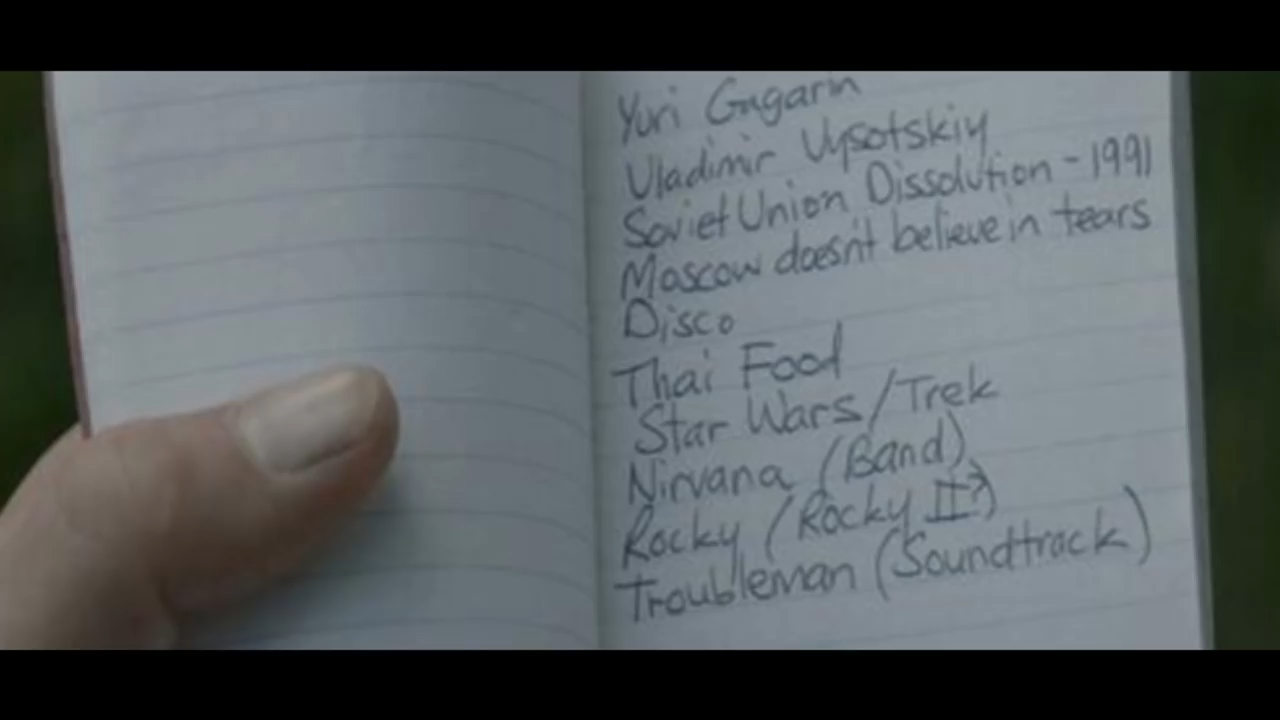 Yuri Gagarin
Vladimir Vysotskiy
Soviet Union Dissolution - 1991
Moscow doesn't believe in tears
Disco
Thai Food
Star Wars/Trek
Nirvana (Band)
Rocky (Rocky II?)
Troubleman (Soundtrack)